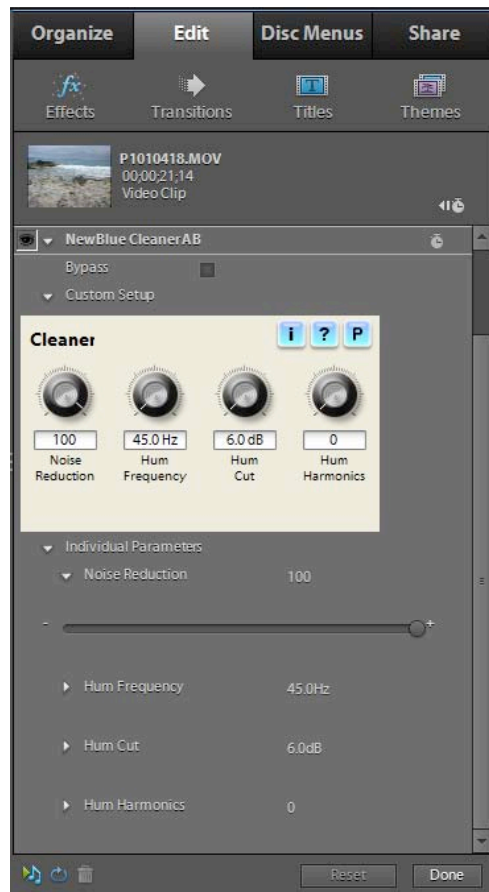 Organize Edit Disc Menus Share
fx
Effects Transitions Titles Themes
T
P1010418.MOV
00;00;21;14
Video Clip
NewBlue CleanerAB
Bypass
Custom Setup
Cleaner i ? P
100 45.0 Hz 6.0 dB 0
Noise Reduction Hum Frequency Hum Cut Hum Harmonics
Individual Parameters
Noise Reduction 100
- +
Hum Frequency 45.0Hz
Hum Cut 6.0dB
Hum Harmonics 0
Reset Done